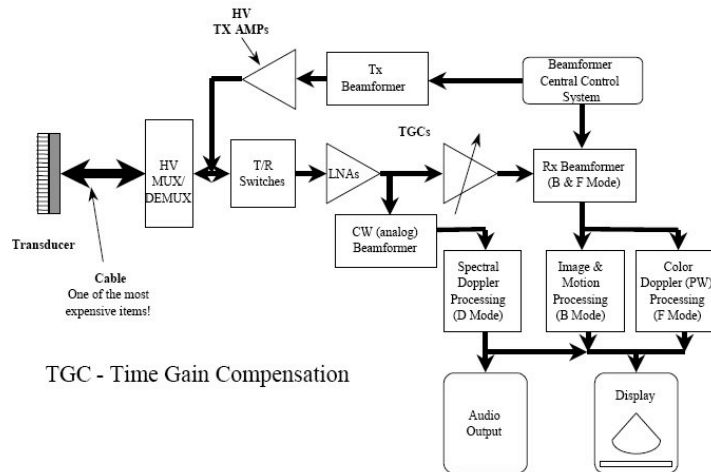 HV
TX AMPs
Tx
Beamformer
Beamformer
Central Control
System
TGCs
HV
MUX/
DEMUX
T/R
Switches
LNAs
Rx Beamformer
(B & F Mode)
Transducer
CW (analog)
Beamformer
Cable
One of the most
expensive items!
Spectral
Doppler
Processing
(D Mode)
Image &
Motion
Processing
(B Mode)
Color
Doppler (PW)
Processing
(F Mode)
TGC - Time Gain Compensation
Audio
Output
Display